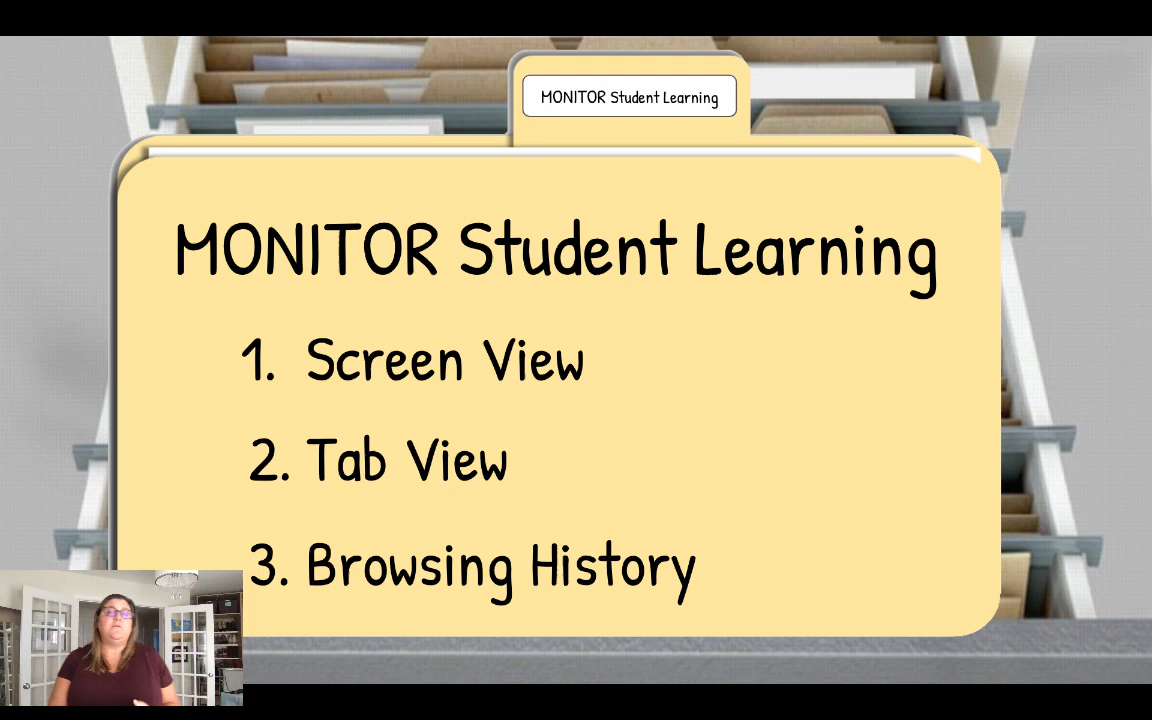 MONITOR Student Learning
MONITOR Student Learning
1. Screen View
2. Tab View
3. Browsing History